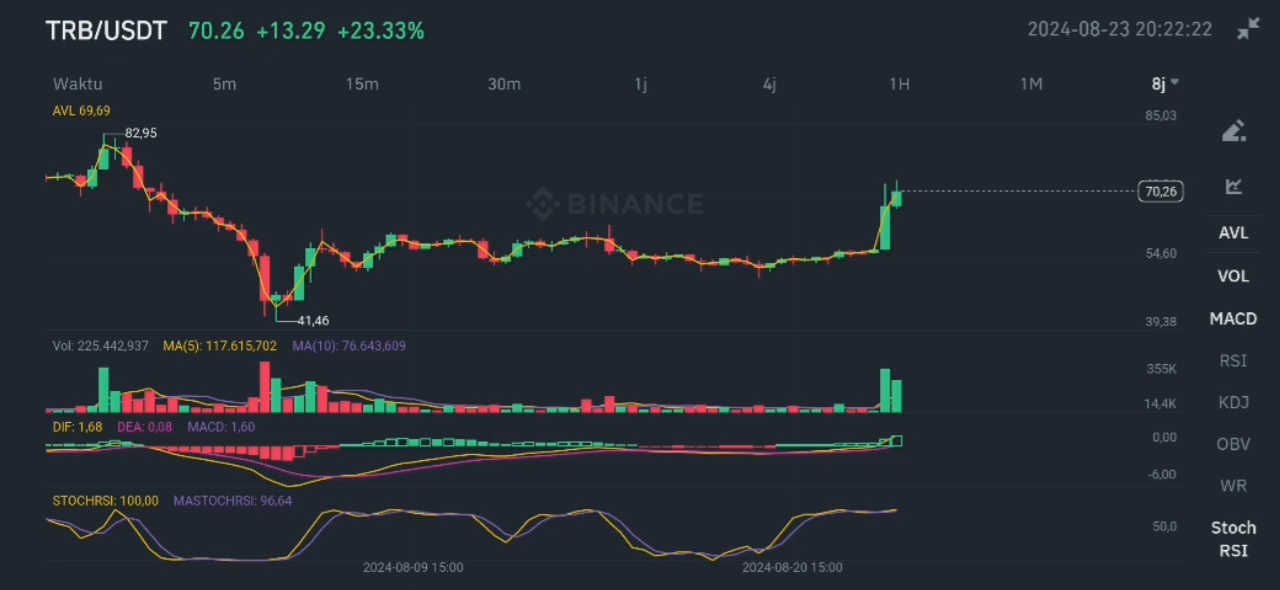 TRB/USDT 70.26 +13.29 +23.33% 2024-08-23 20:22:22
Waktu 5m 15m 30m 1j 4j 1H 1M 8j
AVL 69,69
85,03
82,95
BINANCE
70,26
AVL
54,60
VOL
41,46
39,38
MACD
Vol: 225.442,937 MA(5): 117.615,702 MA(10): 76.643,609
RSI
355K
14.4K
KDJ
DIF: 1,68 DEA: 0,08 MACD: 1,60
0,00
OBV
-6,00
WR
STOCHRSI: 100,00 MASTOCHRSI: 96,64
50,0
Stoch
RSI
2024-08-09 15:00 2024-08-20 15:00